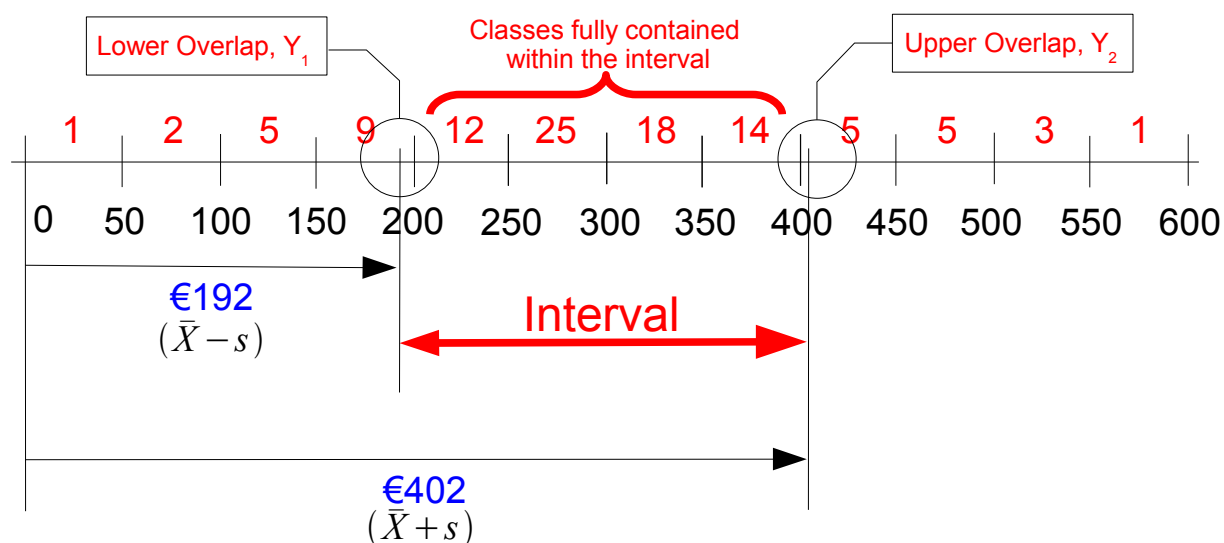 Classes fully contained
within the interval
Lower Overlap, Y₁
Upper Overlap, Y₂
1 2 5 9 12 25 18 14 5 5 3 1
0 50 100 150 200 250 300 350 400 450 500 550 600
€192
(X̄ − s)
Interval
€402
(X̄ + s)